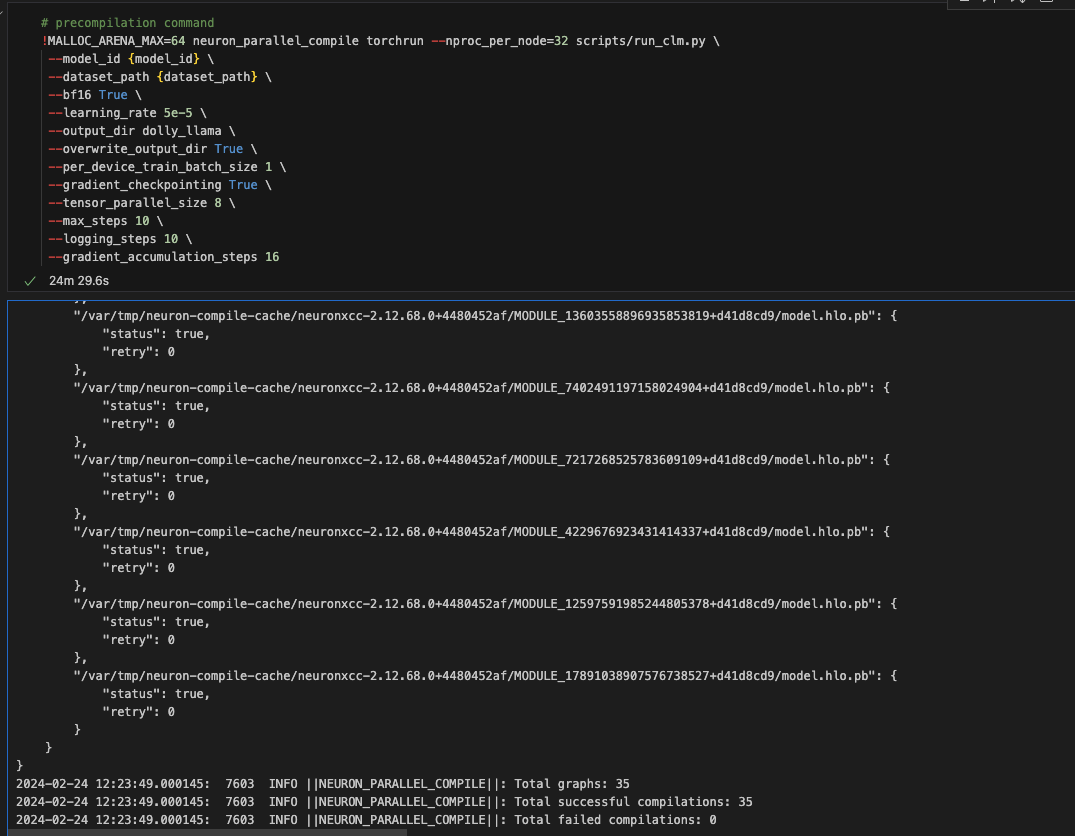 # precompilation command
!MALLOC_ARENA_MAX=64 neuron_parallel_compile torchrun --nproc_per_node=32 scripts/run_clm.py \
--model_id {model_id} \
--dataset_path {dataset_path} \
--bf16 True \
--learning_rate 5e-5 \
--output_dir dolly_llama \
--overwrite_output_dir True \
--per_device_train_batch_size 1 \
--gradient_checkpointing True \
--tensor_parallel_size 8 \
--max_steps 10 \
--logging_steps 10 \
--gradient_accumulation_steps 16
24m 29.6s
},
"/var/tmp/neuron-compile-cache/neuronxcc-2.12.68.0+4480452af/MODULE_13603558896935853819+d41d8cd9/model.hlo.pb": {
"status": true,
"retry": 0
},
"/var/tmp/neuron-compile-cache/neuronxcc-2.12.68.0+4480452af/MODULE_7402491197158024904+d41d8cd9/model.hlo.pb": {
"status": true,
"retry": 0
},
"/var/tmp/neuron-compile-cache/neuronxcc-2.12.68.0+4480452af/MODULE_7217268525783609109+d41d8cd9/model.hlo.pb": {
"status": true,
"retry": 0
},
"/var/tmp/neuron-compile-cache/neuronxcc-2.12.68.0+4480452af/MODULE_4229676923431414337+d41d8cd9/model.hlo.pb": {
"status": true,
"retry": 0
},
"/var/tmp/neuron-compile-cache/neuronxcc-2.12.68.0+4480452af/MODULE_12597591985244805378+d41d8cd9/model.hlo.pb": {
"status": true,
"retry": 0
},
"/var/tmp/neuron-compile-cache/neuronxcc-2.12.68.0+4480452af/MODULE_17891038907576738527+d41d8cd9/model.hlo.pb": {
"status": true,
"retry": 0
}
}
}
2024-02-24 12:23:49.000145: 7603 INFO ||NEURON_PARALLEL_COMPILE||: Total graphs: 35
2024-02-24 12:23:49.000145: 7603 INFO ||NEURON_PARALLEL_COMPILE||: Total successful compilations: 35
2024-02-24 12:23:49.000145: 7603 INFO ||NEURON_PARALLEL_COMPILE||: Total failed compilations: 0